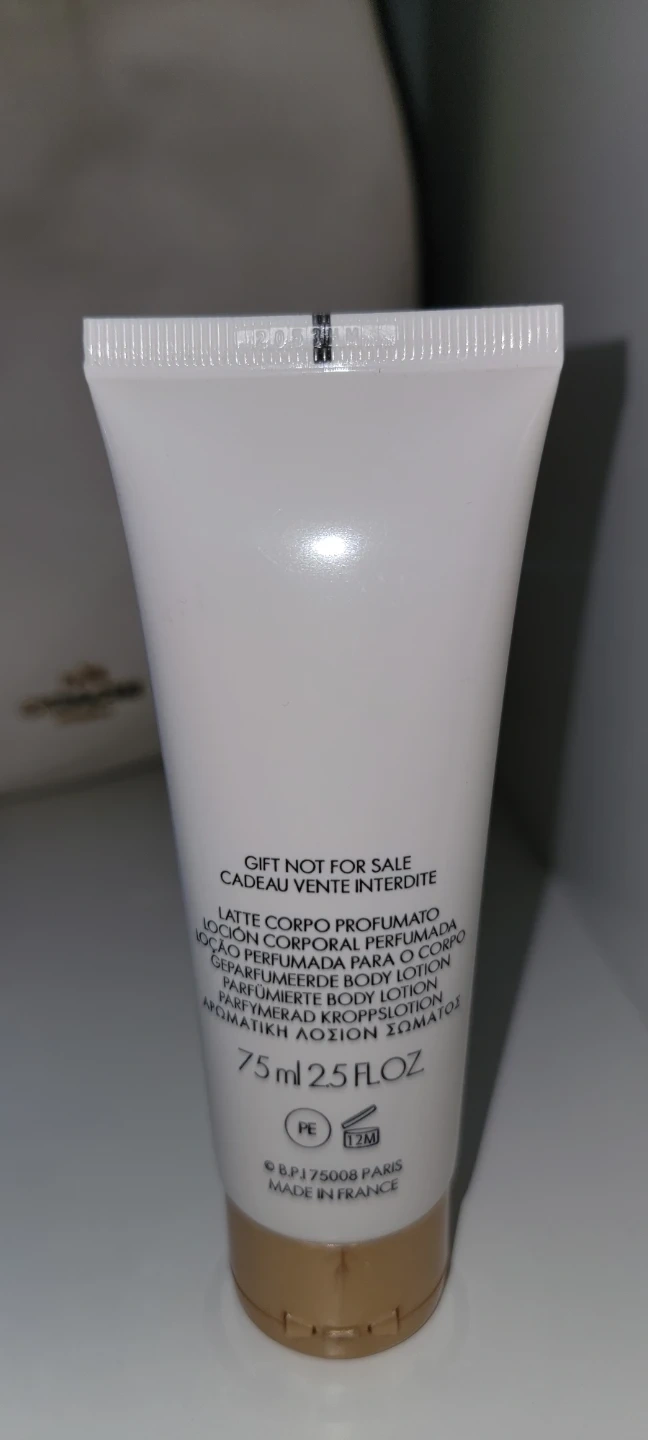 GIFT NOT FOR SALE
CADEAU VENTE INTERDITE
LATTE CORPO PROFUMATO
LOCIÓN CORPORAL PERFUMADA
LOÇÃO PERFUMADA PARA O CORPO
GEPARFUMEERDE BODY LOTION
PARFÜMIERTE BODY LOTION
PARFYMERAD KROPPSLOTION
ΑΡΩΜΑΤΙΚΗ ΛΟΣΙΟΝ ΣΩΜΑΤΟΣ
75 ml 2.5 FL.OZ
PE
12M
© B.P.I 75008 PARIS
MADE IN FRANCE